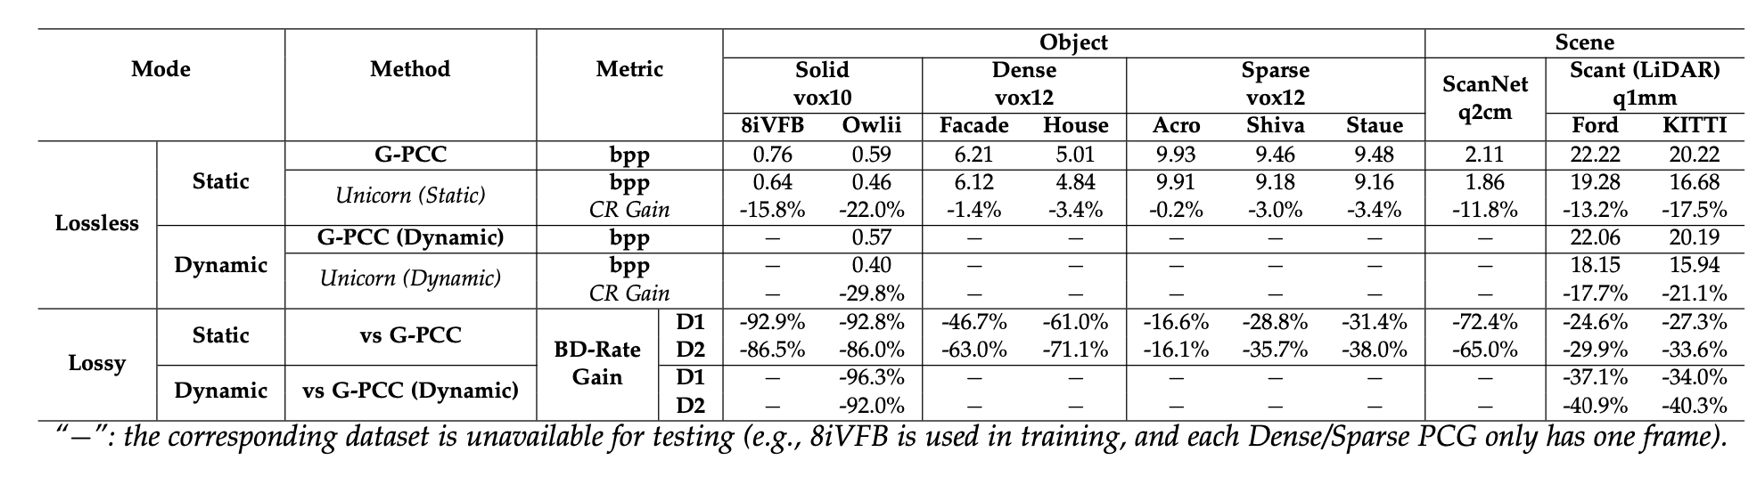 Mode Method Metric Object Scene
Solid vox10 Dense vox12 Sparse vox12 ScanNet q2cm Scant (LiDAR) q1mm
8iVFB Owlii Facade House Acro Shiva Staue Ford KITTI
Lossless Static G-PCC bpp 0.76 0.59 6.21 5.01 9.93 9.46 9.48 2.11 22.22 20.22
Unicorn (Static) bpp 0.64 0.46 6.12 4.84 9.91 9.18 9.16 1.86 19.28 16.68
CR Gain -15.8% -22.0% -1.4% -3.4% -0.2% -3.0% -3.4% -11.8% -13.2% -17.5%
Dynamic G-PCC (Dynamic) bpp — 0.57 — — — — — — 22.06 20.19
Unicorn (Dynamic) bpp — 0.40 — — — — — — 18.15 15.94
CR Gain — -29.8% — — — — — — -17.7% -21.1%
Lossy Static vs G-PCC BD-Rate Gain D1 -92.9% -92.8% -46.7% -61.0% -16.6% -28.8% -31.4% -72.4% -24.6% -27.3%
D2 -86.5% -86.0% -63.0% -71.1% -16.1% -35.7% -38.0% -65.0% -29.9% -33.6%
Dynamic vs G-PCC (Dynamic) D1 — -96.3% — — — — — — -37.1% -34.0%
D2 — -92.0% — — — — — — -40.9% -40.3%
“—”: the corresponding dataset is unavailable for testing (e.g., 8iVFB is used in training, and each Dense/Sparse PCG only has one frame).